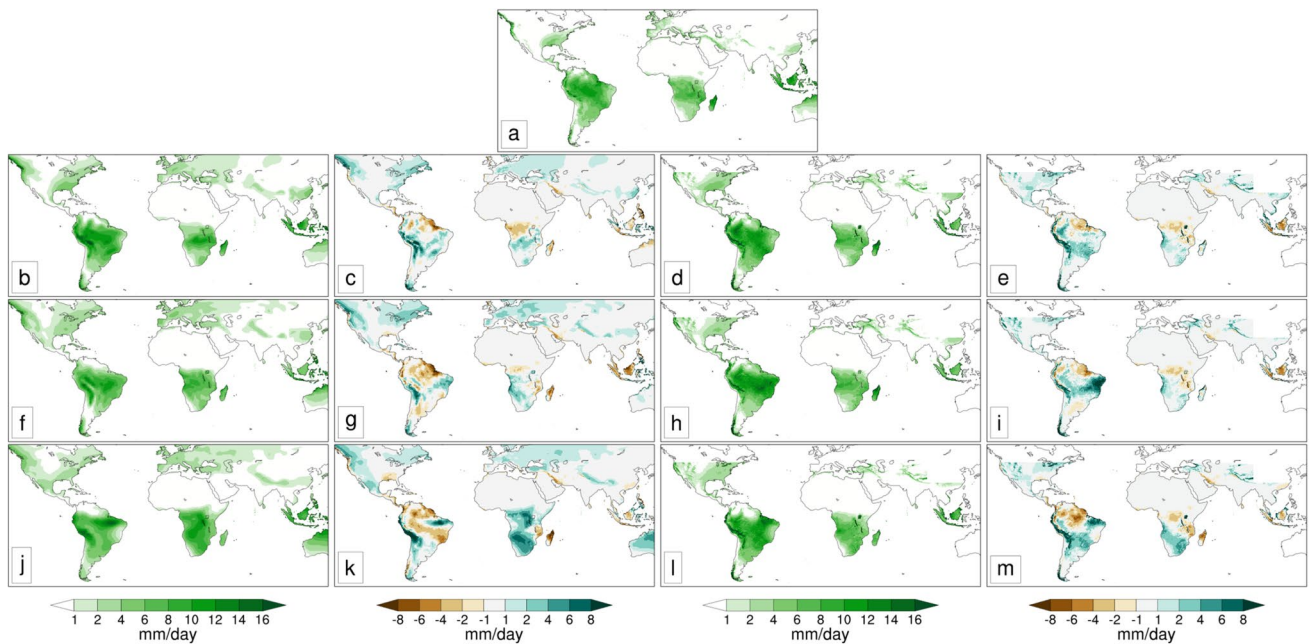 a
b c d e
f g h i
j k l m
1 2 4 6 8 10 12 14 16 -8 -6 -4 -2 -1 1 2 4 6 8 1 2 4 6 8 10 12 14 16 -8 -6 -4 -2 -1 1 2 4 6 8
mm/day mm/day mm/day mm/day